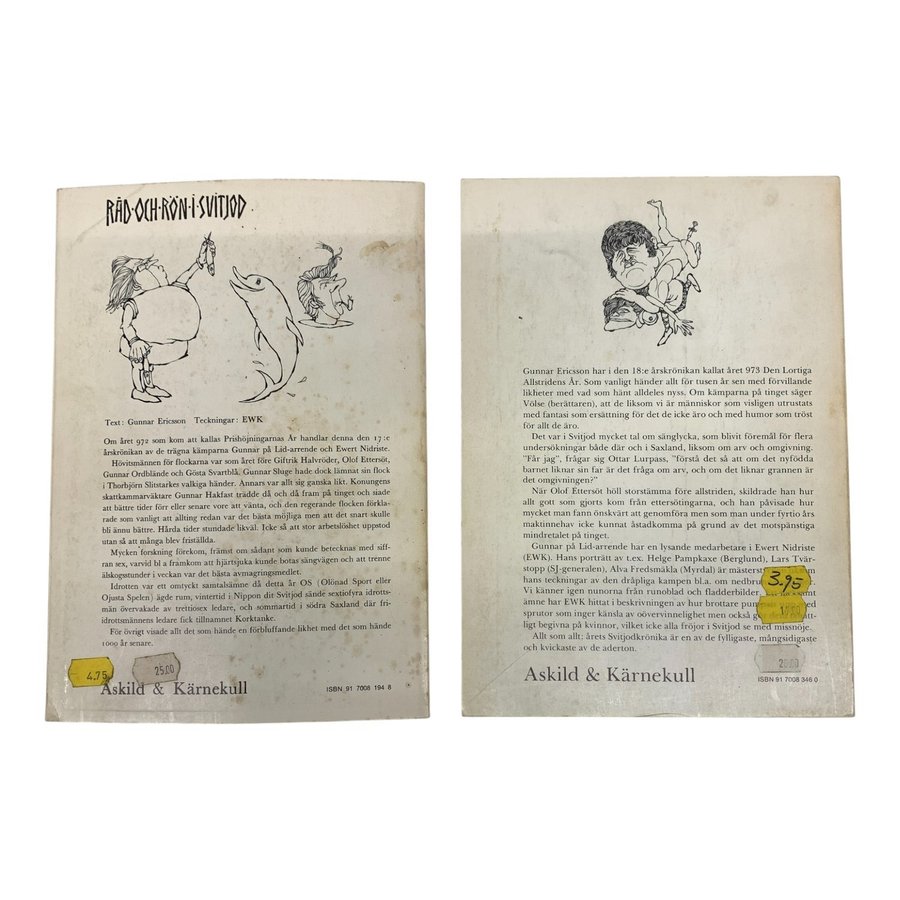 RÅD·OCH·RÖN·I·SVITJOD
Text: Gunnar Ericsson Teckningar: EWK
Om året 972 som kom att kallas Prishöjningarnas År handlar denna den 17:e
årskrönikan av de trägna kämparna Gunnar på Lid-arrende och Ewert Nidriste.
Hövitsmännen för flockarna var som året före Giftrik Halvröder, Olof Ettersöt,
Gunnar Ordblände och Gösta Svartblå. Gunnar Sluge hade dock lämnat sin flock
i Thorbjörn Slitstarkes valkiga händer. Annars var allt sig ganska likt. Konungens
skattkammarväktare Gunnar Hakfast trädde då och då fram på tinget och siade
att bättre tider förr eller senare vore att vänta, och den regerande flocken förkla-
rade som vanligt att allting redan var det bästa möjliga men att det snart skulle
bli ännu bättre. Hårda tider stundade likväl. Icke så att stor arbetslöshet uppstod
utan så att många blev friställda.
Mycken forskning förekom, främst om sådant som kunde betecknas med siff-
ran sex, varvid bl a framkom att hjärtsjuka kunde botas sängvägen och att trenne
älskogsstunder i veckan var det bästa avmagringsmedlet.
Idrotten var ett omtyckt samtalsämne då detta år OS (Olönad Sport eller
Ojusta Spelen) ägde rum, vintertid i Nippon dit Svitjod sände sextiofyra idrotts-
män övervakade av trettiosex ledare, och sommartid i södra Saxland där fri-
idrottsmännens ledare fick tillnamnet Korktanke.
För övrigt visade allt det som hände en förbluffande likhet med det som hände
1000 år senare.
4.75
25.00
Askild & Kärnekull
ISBN 91 7008 194 8
Gunnar Ericsson har i den 18:e årskrönikan kallat året 973 Den Lortiga
Allstridens År. Som vanligt händer allt för tusen år sen med förvillande
likheter med vad som hänt alldeles nyss. Om kämparna på tinget säger
Völse (berättaren), att de liksom vi är människor som visligen utrustats
med fantasi som ersättning för det de icke äro och med humor som tröst
för allt de äro.
Det var i Svitjod mycket tal om sänglycka, som blivit föremål för flera
undersökningar både där och i Saxland, liksom om arv och omgivning.
"Får jag", frågar sig Ottar Lurpass, "förstå det så att om det nyfödda
barnet liknar sin far är det fråga om arv, och om det liknar grannen är
det omgivningen?"
När Olof Ettersöt höll storstämma före allstriden, skildrade han hur
allt gott som gjorts kom från ettersötingarna, och han påvisade hur
mycket man fann önskvärt att genomföra men som man under fyrtio års
maktinnehav icke kunnat åstadkomma på grund av det motspänstiga
mindretalet på tinget.
Gunnar på Lid-arrende har en lysande medarbetare i Ewert Nidriste
(EWK). Hans porträtt av t.ex. Helge Pampkaxe (Berglund), Lars Tvär-
stopp (SJ-generalen), Alva Fredsmäkla (Myrdal) är mästerst som
hans teckningar av den dråpliga kampen bl.a. om nedbru
Vi känner igen nunorna från runoblad och fladderbilder.
ämne har EWK hittat i beskrivningen av hur brottare pum ed
sprutor som inger känsla av oövervinnelighet men också gö
ligt begivna på kvinnor, vilket icke alla fröjor i Svitjod se med missnöje.
Allt som allt: årets Svitjodkrönika är en av de fylligaste, mångsidigaste
och kvickaste av de aderton.
3.95
20.00
Askild & Kärnekull
ISBN 91 7008 346 0